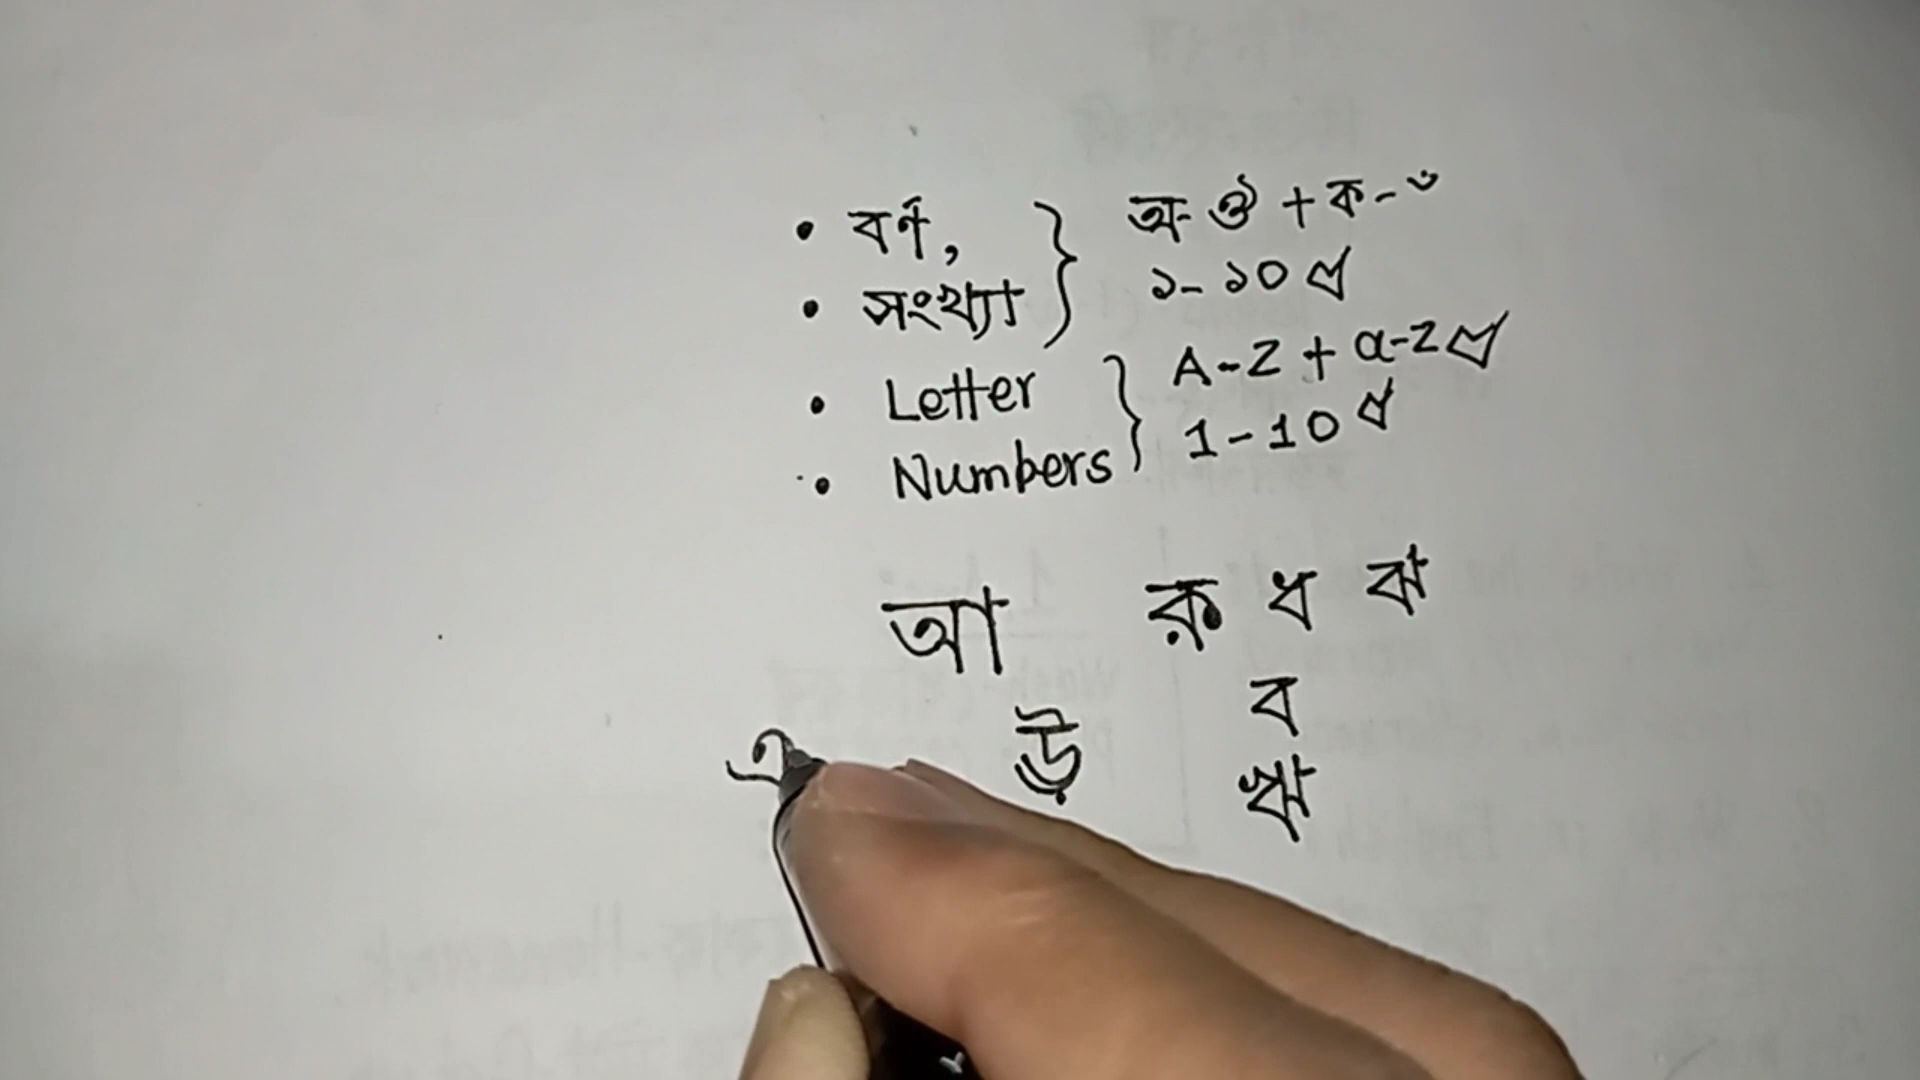 • বর্ণ, } অ-ঔ + ক-ঁ
• সংখ্যা ১-১০
• Letter } A-Z + a-z
• Numbers 1-10
আ ক ধ ঝ
ব
উ ঋ